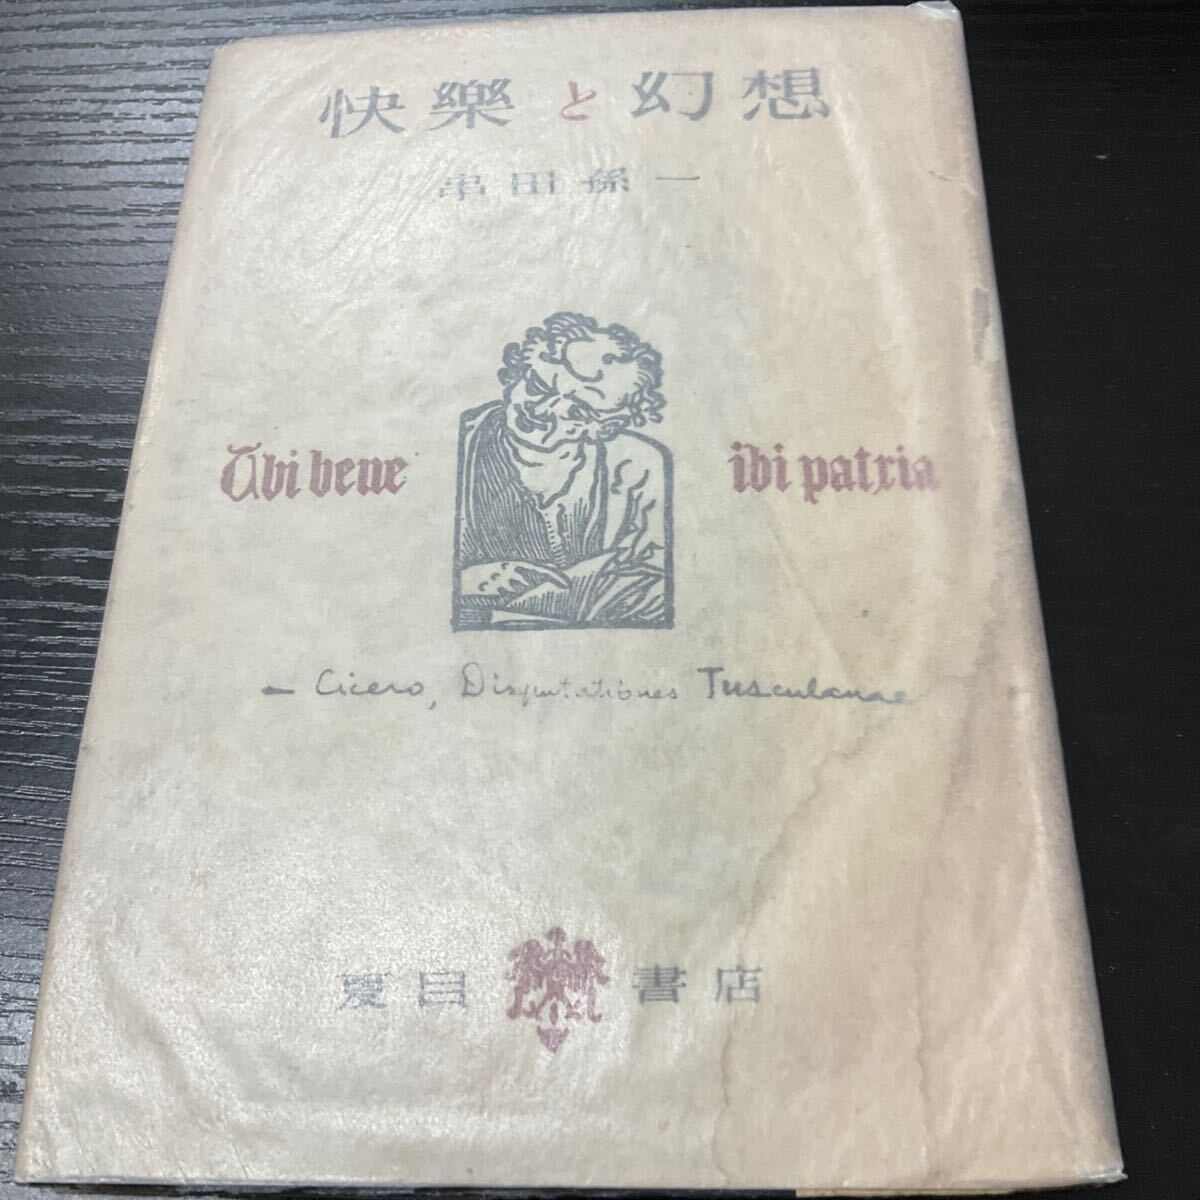 快樂と幻想
串田孫一
Ubi bene ibi patria
— Cicero, Disputationes Tusculanae
夏目書店